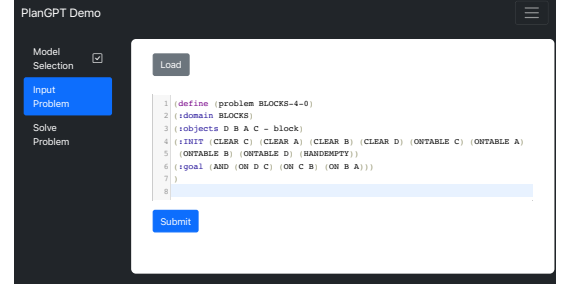 PlanGPT Demo
Model
Selection
Input
Problem
Solve
Problem
Load
1 (define (problem BLOCKS-4-0)
2 (:domain BLOCKS)
3 (:objects D B A C - block)
4 (:INIT (CLEAR C) (CLEAR A) (CLEAR B) (CLEAR D) (ONTABLE C) (ONTABLE A)
5 (ONTABLE B) (ONTABLE D) (HANDEMPTY))
6 (:goal (AND (ON D C) (ON C B) (ON B A)))
7 )
8
Submit